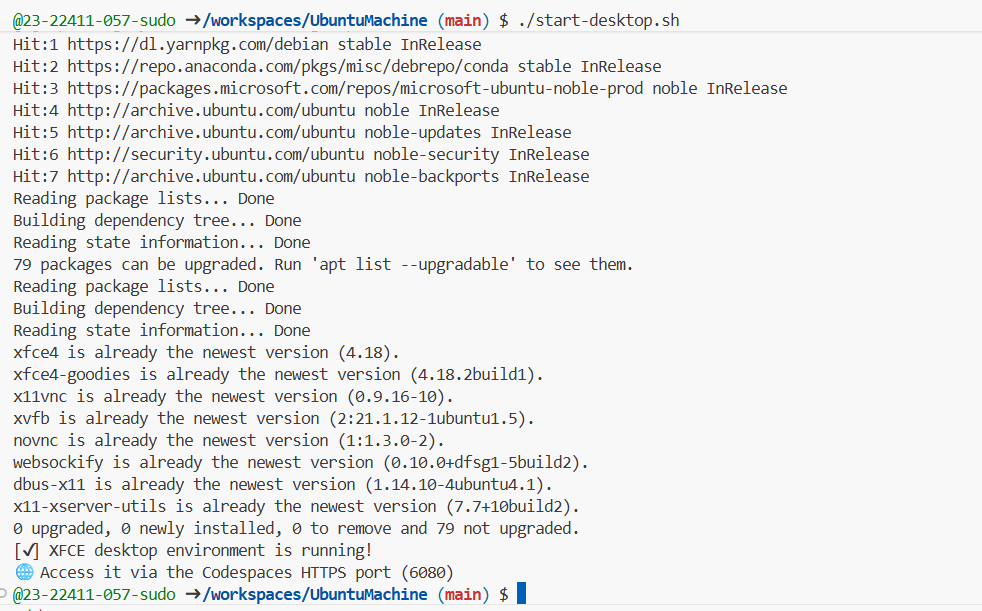 @23-22411-057-sudo ➜/workspaces/UbuntuMachine (main) $ ./start-desktop.sh
Hit:1 https://dl.yarnpkg.com/debian stable InRelease
Hit:2 https://repo.anaconda.com/pkgs/misc/debrepo/conda stable InRelease
Hit:3 https://packages.microsoft.com/repos/microsoft-ubuntu-noble-prod noble InRelease
Hit:4 http://archive.ubuntu.com/ubuntu noble InRelease
Hit:5 http://archive.ubuntu.com/ubuntu noble-updates InRelease
Hit:6 http://security.ubuntu.com/ubuntu noble-security InRelease
Hit:7 http://archive.ubuntu.com/ubuntu noble-backports InRelease
Reading package lists... Done
Building dependency tree... Done
Reading state information... Done
79 packages can be upgraded. Run 'apt list --upgradable' to see them.
Reading package lists... Done
Building dependency tree... Done
Reading state information... Done
xfce4 is already the newest version (4.18).
xfce4-goodies is already the newest version (4.18.2build1).
x11vnc is already the newest version (0.9.16-10).
xvfb is already the newest version (2:21.1.12-1ubuntu1.5).
novnc is already the newest version (1:1.3.0-2).
websockify is already the newest version (0.10.0+dfsg1-5build2).
dbus-x11 is already the newest version (1.14.10-4ubuntu4.1).
x11-xserver-utils is already the newest version (7.7+10build2).
0 upgraded, 0 newly installed, 0 to remove and 79 not upgraded.
[✔] XFCE desktop environment is running!
🌐 Access it via the Codespaces HTTPS port (6080)
@23-22411-057-sudo ➜/workspaces/UbuntuMachine (main) $